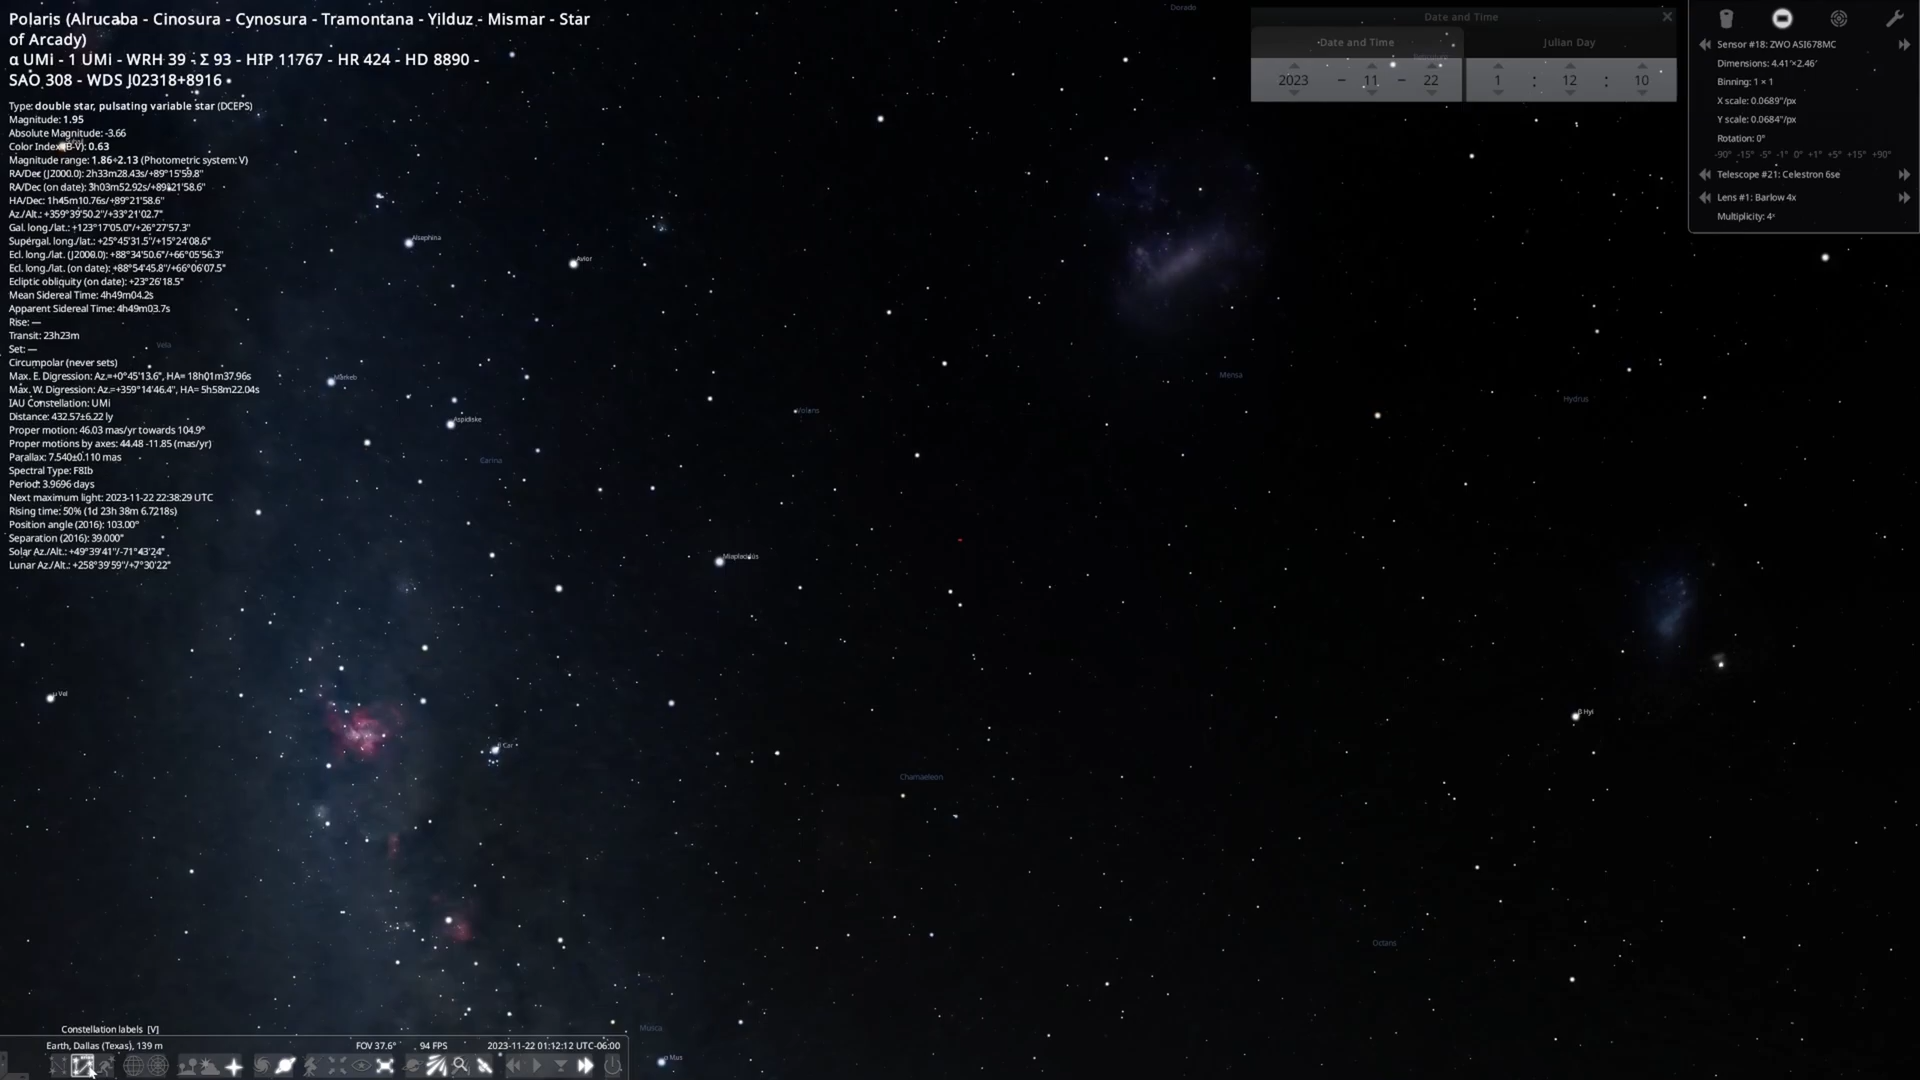 Polaris (Alrucaba - Cinosura - Cynosura - Tramontana - Yilduz - Mismar - Star
of Arcady)
α UMi - 1 UMi - WRH 39 - Σ 93 - HIP 11767 - HR 424 - HD 8890 -
SAO 308 - WDS J02318+8916
Type: double star, pulsating variable star (DCEPS)
Magnitude: 1.95
Absolute Magnitude: -3.66
Color Index (B-V): 0.63
Magnitude range: 1.86÷2.13 (Photometric system: V)
RA/Dec (J2000.0): 2h33m28.43s/+89°15'59.8"
RA/Dec (on date): 3h03m52.92s/+89°21'58.6"
HA/Dec: 1h45m10.76s/+89°21'58.6"
Az./Alt.: +359°39'50.2"/+33°21'02.7"
Gal. long./lat.: +123°17'05.0"/+26°27'57.3"
Supergal. long./lat.: +25°45'31.5"/+15°24'08.6"
Ecl. long./lat. (J2000.0): +88°34'50.6"/+66°05'56.3"
Ecl. long./lat. (on date): +88°54'45.8"/+66°06'07.5"
Ecliptic obliquity (on date): +23°26'18.5"
Mean Sidereal Time: 4h49m04.2s
Apparent Sidereal Time: 4h49m03.7s
Rise: —
Transit: 23h23m
Set: —
Circumpolar (never sets)
Max. E. Digression: Az.=+0°45'13.6", HA= 18h01m37.96s
Max. W. Digression: Az.=+359°14'46.4", HA= 5h58m22.04s
IAU Constellation: UMi
Distance: 432.57±6.22 ly
Proper motion: 46.03 mas/yr towards 104.9°
Proper motions by axes: 44.48 -11.85 (mas/yr)
Parallax: 7.540±0.110 mas
Spectral Type: F8Ib
Period: 3.9696 days
Next maximum light: 2023-11-22 22:38:29 UTC
Rising time: 50% (1d 23h 38m 6.7218s)
Position angle (2016): 103.00°
Separation (2016): 39.000"
Solar Az./Alt.: +49°39'41"/-71°43'24"
Lunar Az./Alt.: +258°39'59"/+7°30'22"
Dorado
Date and Time
Date and Time
Julian Day
2023 - 11 - 22
1 : 12 : 10
Sensor #18: ZWO ASI678MC
Dimensions: 4.41'×2.46'
Binning: 1 × 1
X scale: 0.0689"/px
Y scale: 0.0684"/px
Rotation: 0°
-90° -15° -5° -1° 0° +1° +5° +15° +90°
Telescope #21: Celestron 6se
Lens #1: Barlow 4x
Multiplicity: 4ˣ
Alsephina
Avior
Vela
Markeb
Mensa
Hydrus
Volans
Aspidiske
Carina
Miaplacidus
μ Vel
β Hyi
Chamaeleon
Octans
Musca
α Mus
Constellation labels [V]
Earth, Dallas (Texas), 139 m
FOV 37.6°
94 FPS
2023-11-22 01:12:12 UTC-06:00